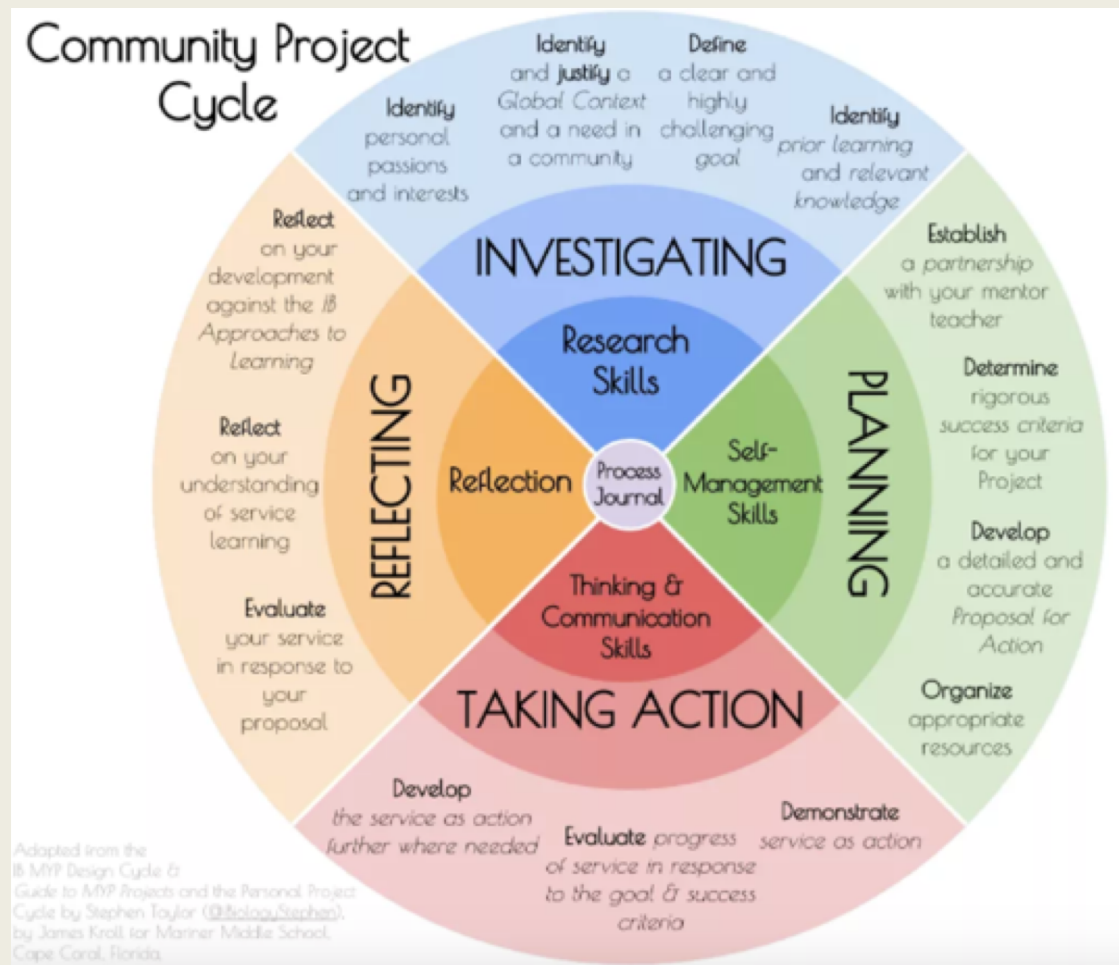 Community Project
Cycle
Identify
personal
passions
and interests
Identify
and justify a
Global Context
and a need in
a community
Define
a clear and
highly
challenging
goal
Identify
prior learning
and relevant
knowledge
INVESTIGATING
Research
Skills
Establish
a partnership
with your mentor
teacher
Determine
rigorous
success criteria
for your
Project
Develop
a detailed and
accurate
Proposal for
Action
Organize
appropriate
resources
PLANNING
Self-
Management
Skills
Process
Journal
Thinking &
Communication
Skills
TAKING ACTION
Demonstrate
service as action
Evaluate progress
of service in response
to the goal & success
criteria
Develop
the service as action
further where needed
Reflection
REFLECTING
Evaluate
your service
in response to
your
proposal
Reflect
on your
understanding
of service
learning
Reflect
on your
development
against the IB
Approaches to
Learning
Adapted from the
IB MYP Design Cycle &
Guide to MYP Projects and the Personal Project
Cycle by Stephen Taylor (@iBiologyStephen),
by James Kroll for Mariner Middle School,
Cape Coral, Florida.